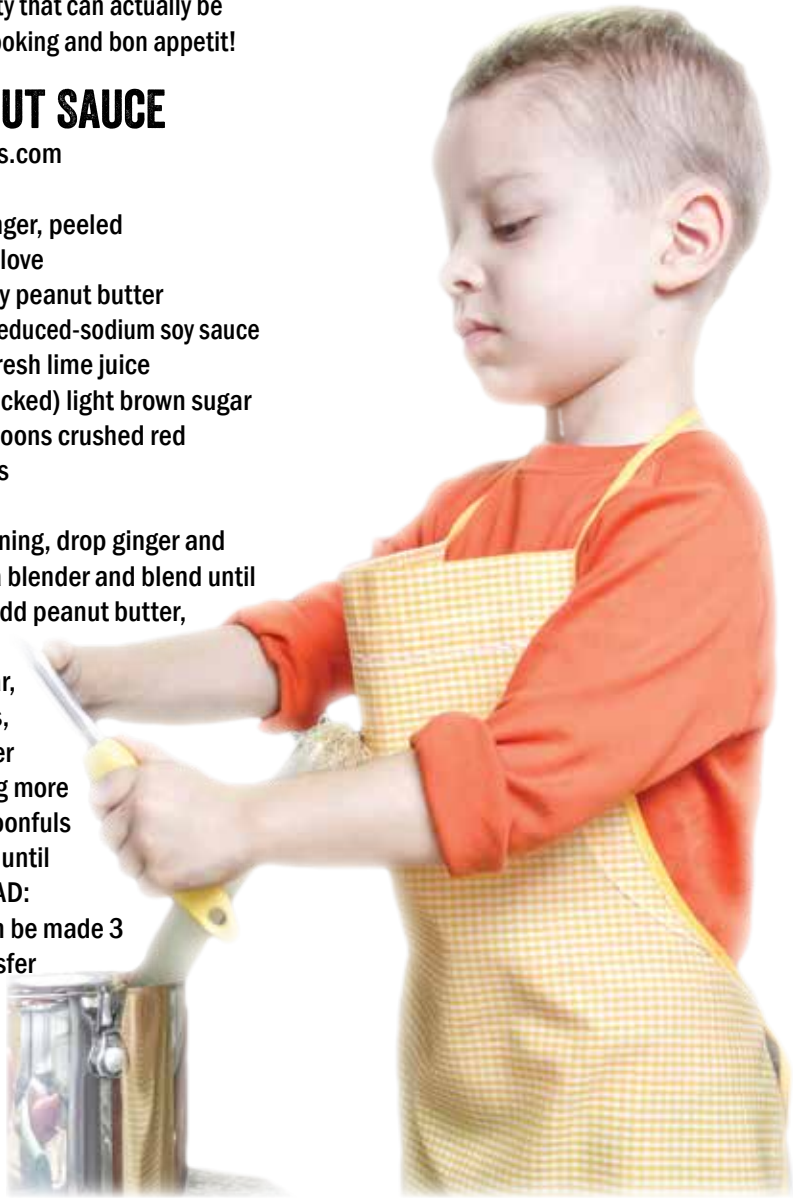 ty that can actually be
ooking and bon appetit!
UT SAUCE
s.com
nger, peeled
love
y peanut butter
educed-sodium soy sauce
resh lime juice
cked) light brown sugar
oons crushed red
s
ning, drop ginger and
blender and blend until
dd peanut butter,
r,
s,
er
g more
oonfuls
until
AD:
n be made 3
sfer